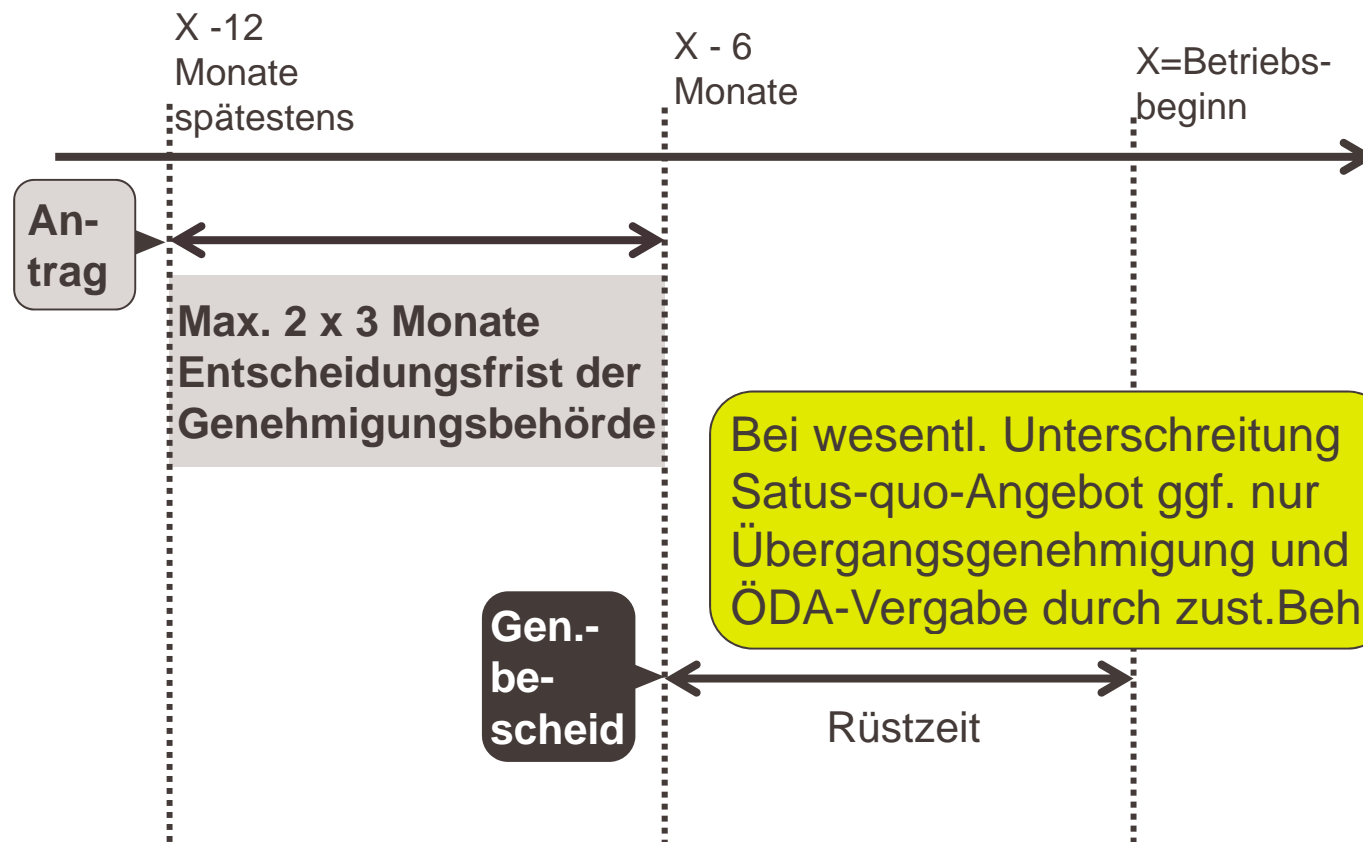 X -12
Monate
spätestens
X - 6
Monate
X=Betriebs-
beginn
An-
trag
Max. 2 x 3 Monate
Entscheidungsfrist der
Genehmigungsbehörde
Bei wesentl. Unterschreitung
Satus-quo-Angebot ggf. nur
Übergangsgenehmigung und
ÖDA-Vergabe durch zust.Beh
Gen.-
be-
scheid
Rüstzeit